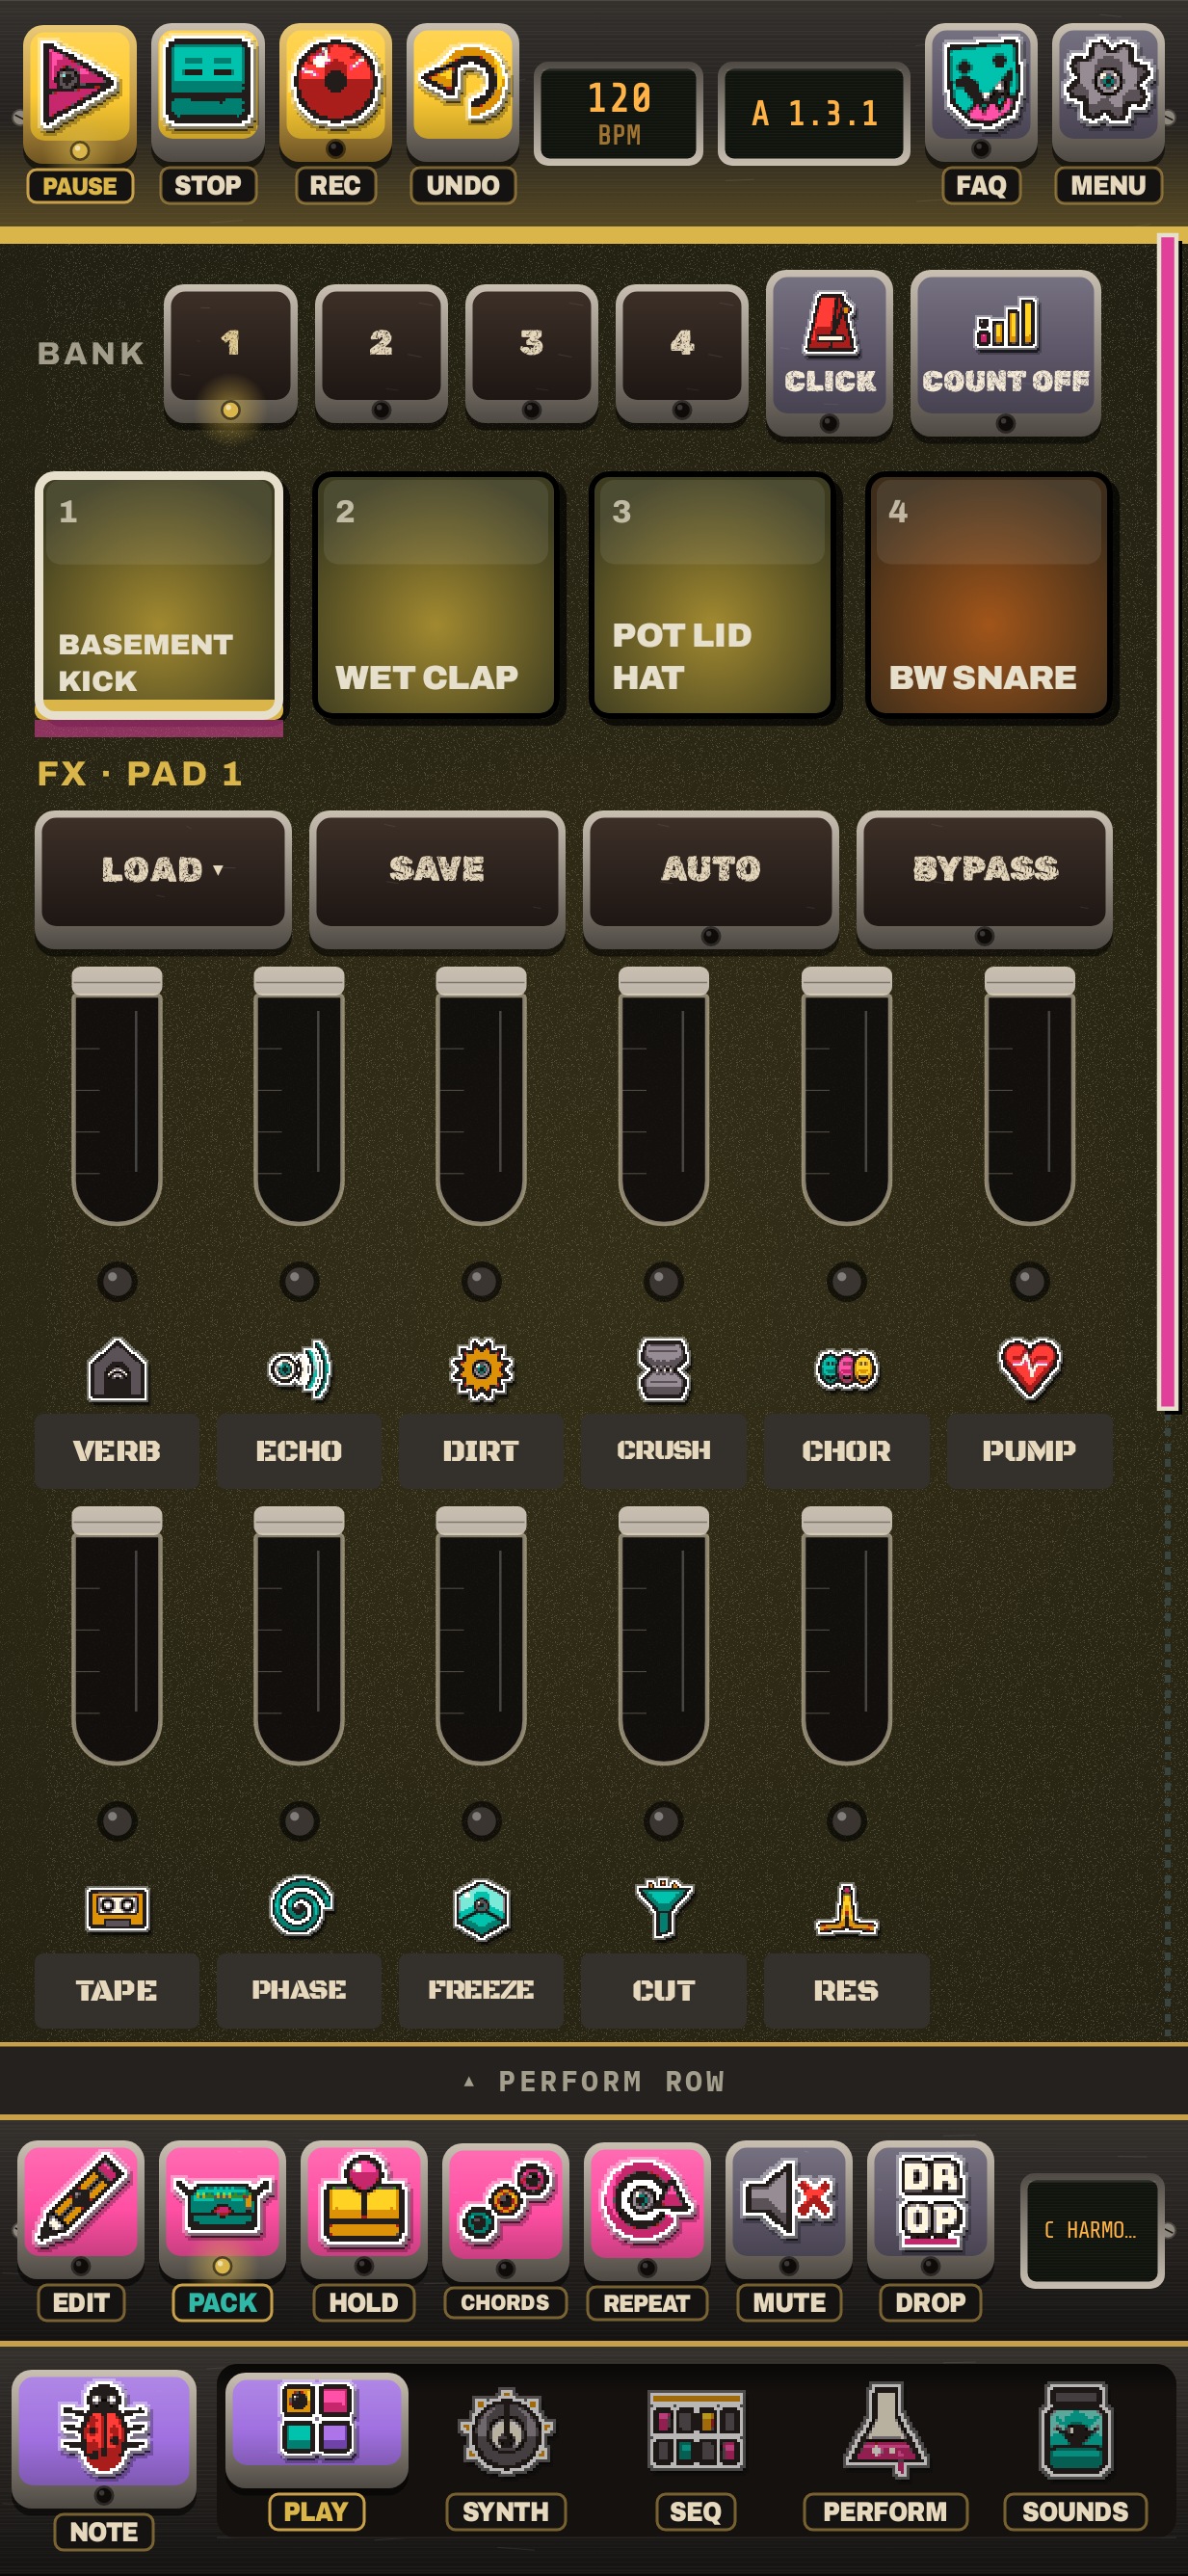 120
BPM
A 1.3.1
PAUSE
STOP
REC
UNDO
FAQ
MENU
BANK
1
2
3
4
CLICK
COUNT OFF
1
BASEMENT
KICK
2
WET CLAP
3
POT LID
HAT
4
BW SNARE
FX · PAD 1
LOAD ▾
SAVE
AUTO
BYPASS
VERB
ECHO
DIRT
CRUSH
CHOR
PUMP
TAPE
PHASE
FREEZE
CUT
RES
▴ PERFORM ROW
DR
OP
C HARMO…
EDIT
PACK
HOLD
CHORDS
REPEAT
MUTE
DROP
NOTE
PLAY
SYNTH
SEQ
PERFORM
SOUNDS